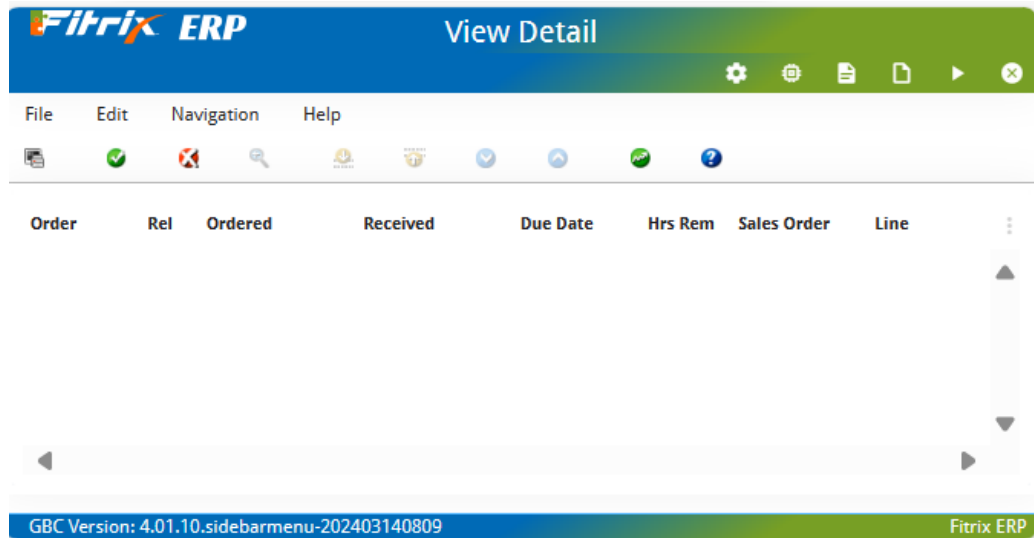 Fitrix ERP View Detail
File Edit Navigation Help
Order Rel Ordered Received Due Date Hrs Rem Sales Order Line
GBC Version: 4.01.10.sidebarmenu-202403140809 Fitrix ERP